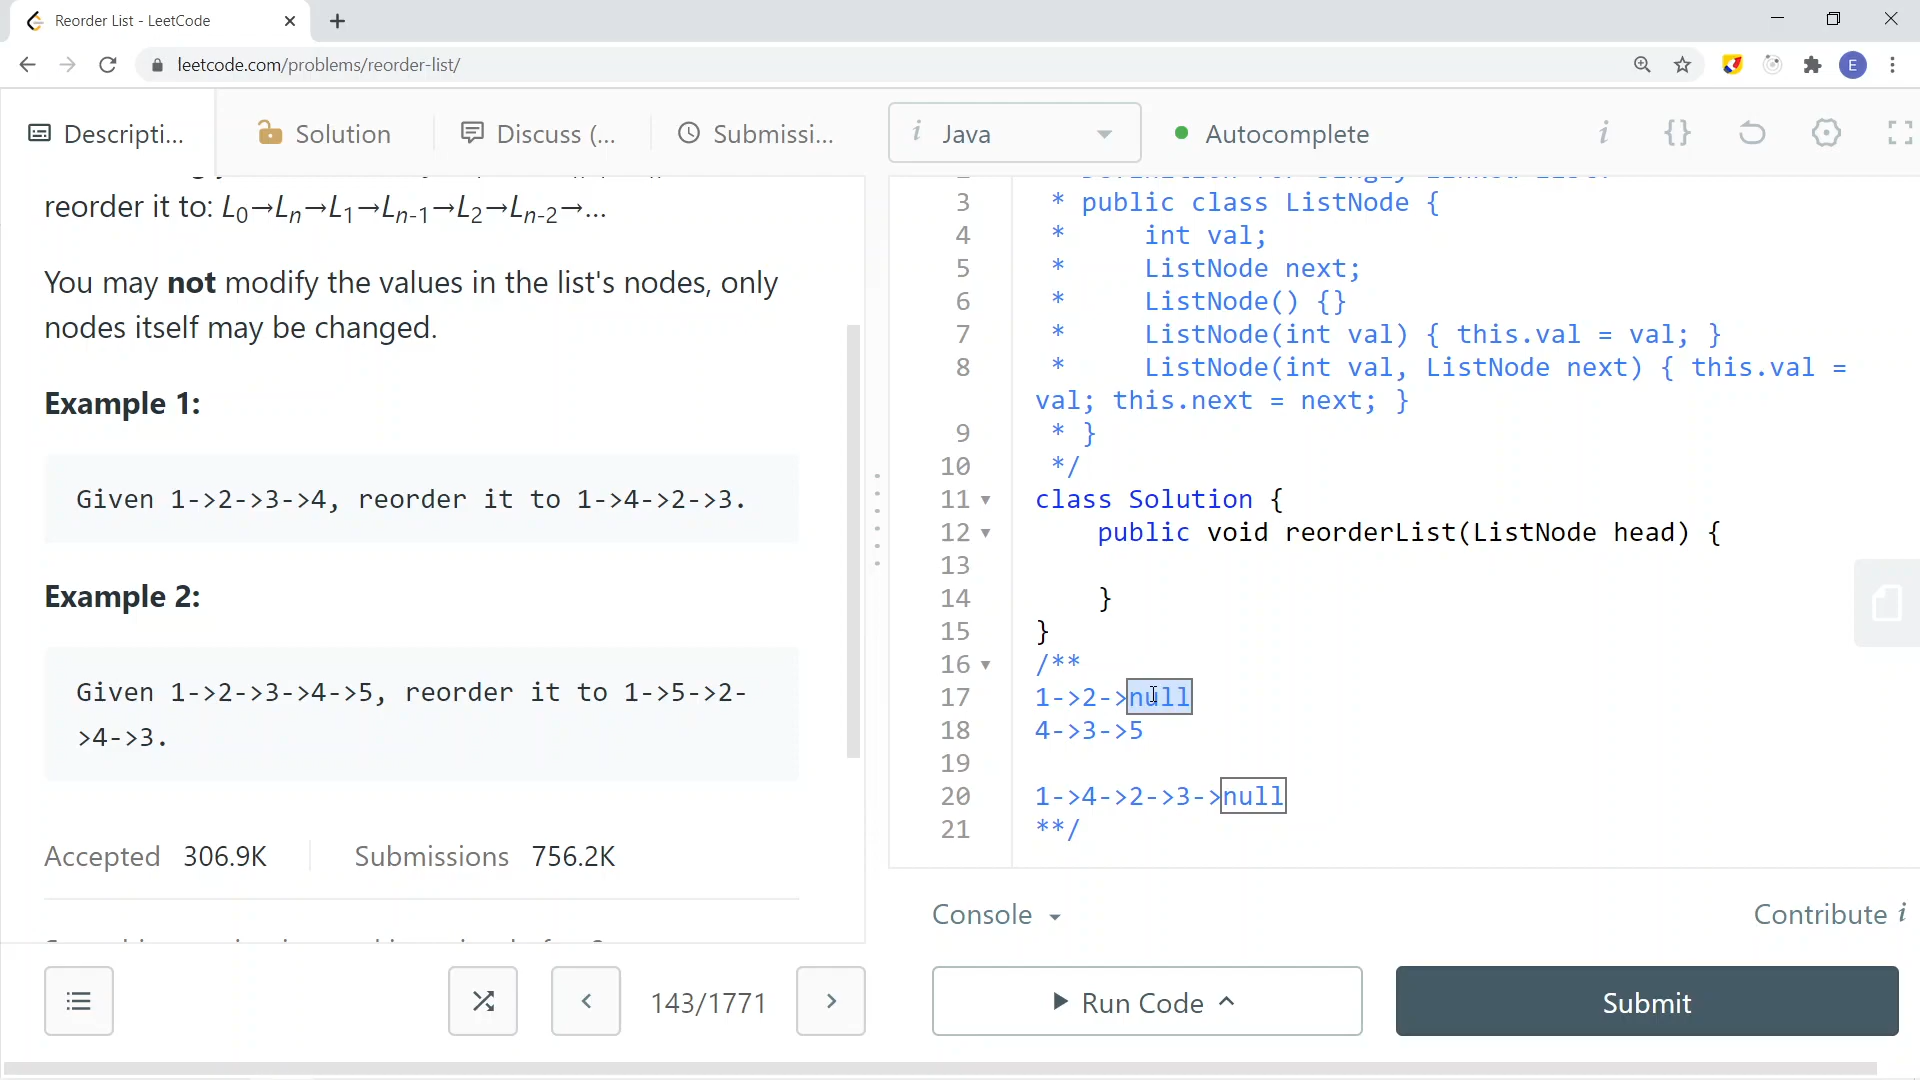 Reorder List - LeetCode
leetcode.com/problems/reorder-list/
E
Descripti...
Solution
Discuss (...
Submissi...
reorder it to: L0→Ln→L1→Ln-1→L2→Ln-2→...
You may not modify the values in the list's nodes, only
nodes itself may be changed.
Example 1:
Given 1->2->3->4, reorder it to 1->4->2->3.
Example 2:
Given 1->2->3->4->5, reorder it to 1->5->2-
>4->3.
Accepted 306.9K
Submissions 756.2K
143/1771
i Java
Autocomplete
i {}
3 * public class ListNode {
4 *     int val;
5 *     ListNode next;
6 *     ListNode() {}
7 *     ListNode(int val) { this.val = val; }
8 *     ListNode(int val, ListNode next) { this.val =
val; this.next = next; }
9 * }
10 */
11 class Solution {
12     public void reorderList(ListNode head) {
13
14     }
15 }
16 /**
17 1->2->null
18 4->3->5
19
20 1->4->2->3->null
21 **/
Console
Contribute i
Run Code
Submit